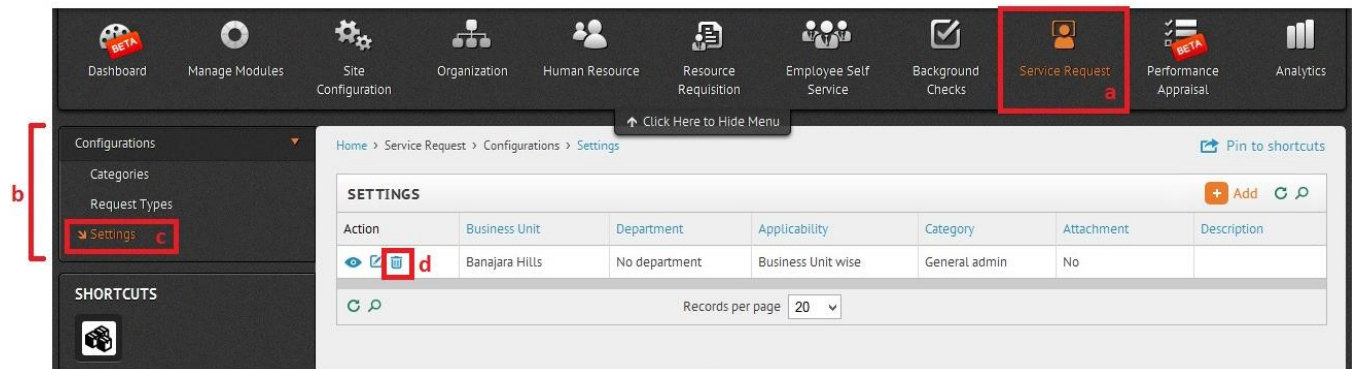 BETA
BETA
Dashboard Manage Modules Site Configuration Organization Human Resource Resource Requisition Employee Self Service Background Checks Service Request Performance Appraisal Analytics
a
↑ Click Here to Hide Menu
b
Configurations
Categories
Request Types
Settings c
SHORTCUTS
Home > Service Request > Configurations > Settings
Pin to shortcuts
SETTINGS + Add
Action Business Unit Department Applicability Category Attachment Description
d Banajara Hills No department Business Unit wise General admin No
Records per page 20